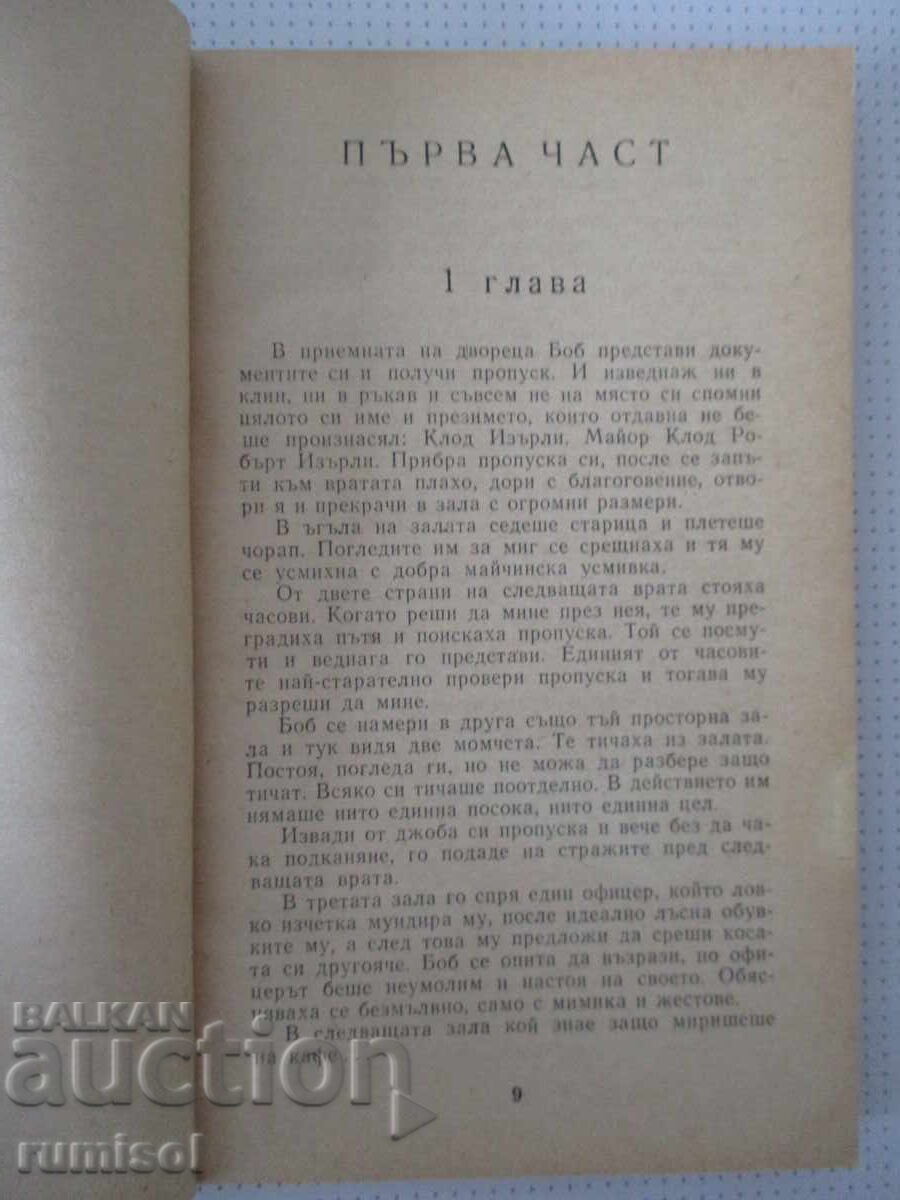 ПЪРВА ЧАСТ
1 глава
В приемната на двореца Боб представи доку-
ментите си и получи пропуск. И изведнаж ни в
клин, ни в ръкав и съвсем не на място си спомни
цялото си име и презимето, които отдавна не бе-
ше произнасял: Клод Изърли. Майор Клод Ро-
бърт Изърли. Прибра пропуска си, после се запъ-
ти към вратата плахо, дори с благоговение, отво-
ри я и прекрачи в зала с огромни размери.
В ъгъла на залата седеше старица и плетеше
чорап. Погледите им за миг се срещнаха и тя му
се усмихна с добра майчинска усмивка.
От двете страни на следващата врата стояха
часови. Когато реши да мине през нея, те му пре-
градиха пътя и поискаха пропуска. Той се посму-
ти и веднага го представи. Единият от часови-
те най-старателно провери пропуска и тогава му
разреши да мине.
Боб се намери в друга също тъй просторна за-
ла и тук видя две момчета. Те тичаха из залата.
Постоя, погледа ги, но не можа да разбере защо
тичат. Всяко си тичаше поотделно. В действието им
нямаше нито единна посока, нито единна цел.
Извади от джоба си пропуска и вече без да ча-
ка подканяне, го подаде на стражите пред след-
ващата врата.
В третата зала го спря един офицер, който лов-
ко изчетка мундира му, после идеално лъсна обув-
ките му, а след това му предложи да среши коса-
та си другояче. Боб се опита да възрази, но офи-
церът беше неумолим и настоя на своето. Обяс-
няваха се безмълвно, само с мимика и жестове.
В следващата зала кой знае защо миришеше
на кафе...
9
BALKAN
auction
rumisol